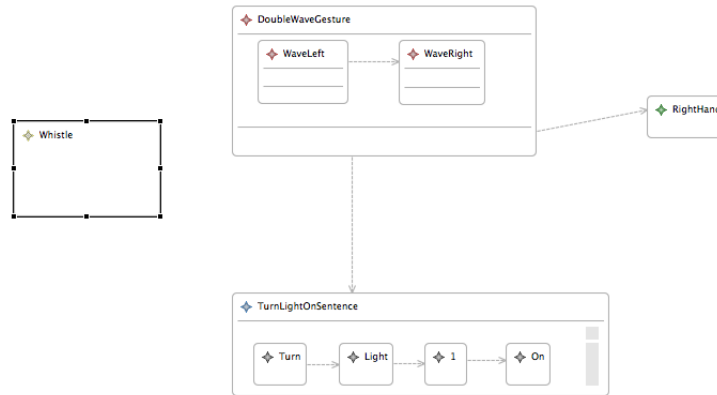 DoubleWaveGesture
WaveLeft
WaveRight
RightHand
Whistle
TurnLightOnSentence
Turn
Light
1
On